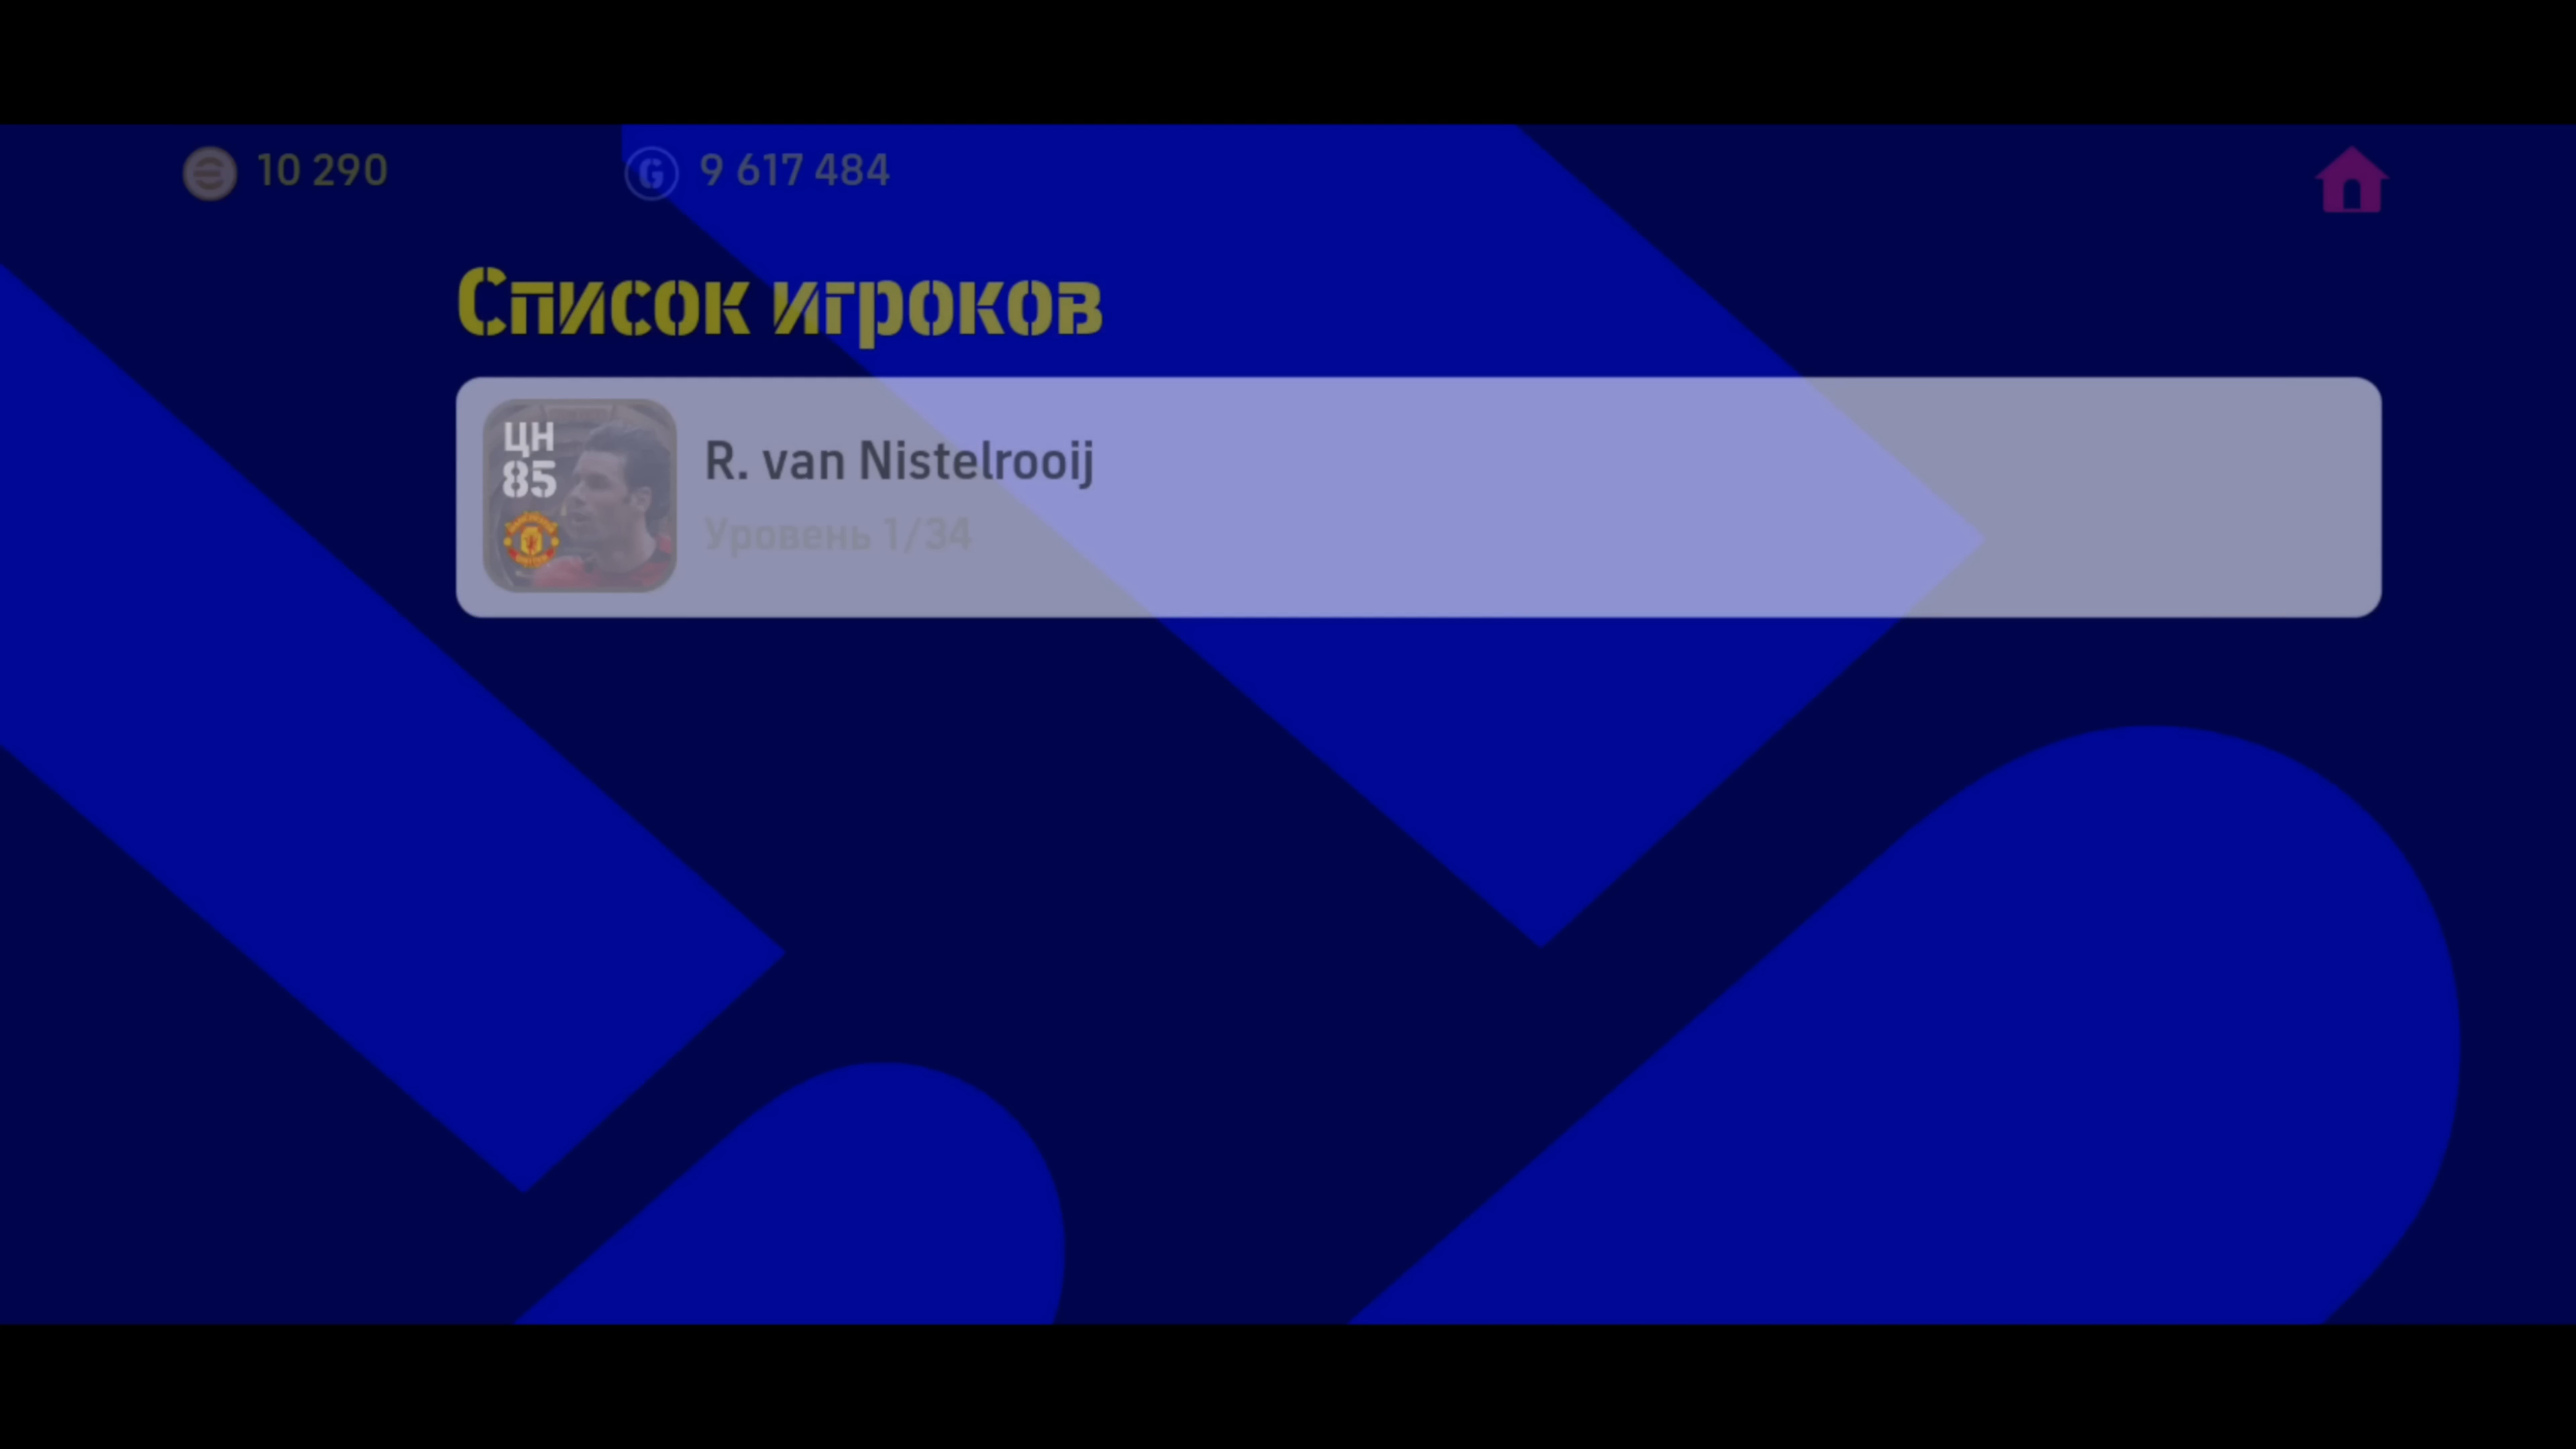 10 290
9 617 484
Список игроков
ЦН
85
R. van Nistelrooij
Уровень 1/34